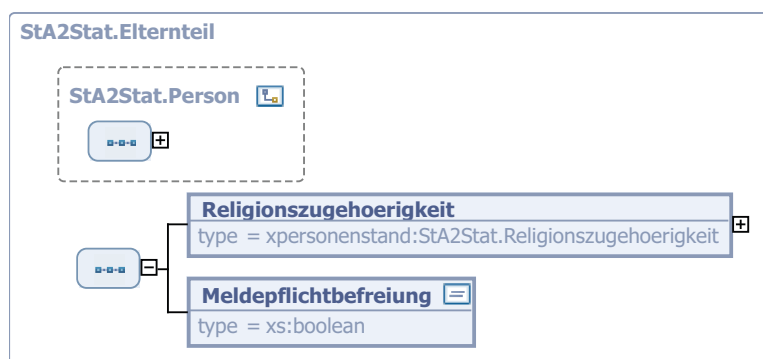 StA2Stat.Elternteil
StA2Stat.Person
Religionszugehoerigkeit
type = xpersonenstand:StA2Stat.Religionszugehoerigkeit
Meldepflichtbefreiung
type = xs:boolean